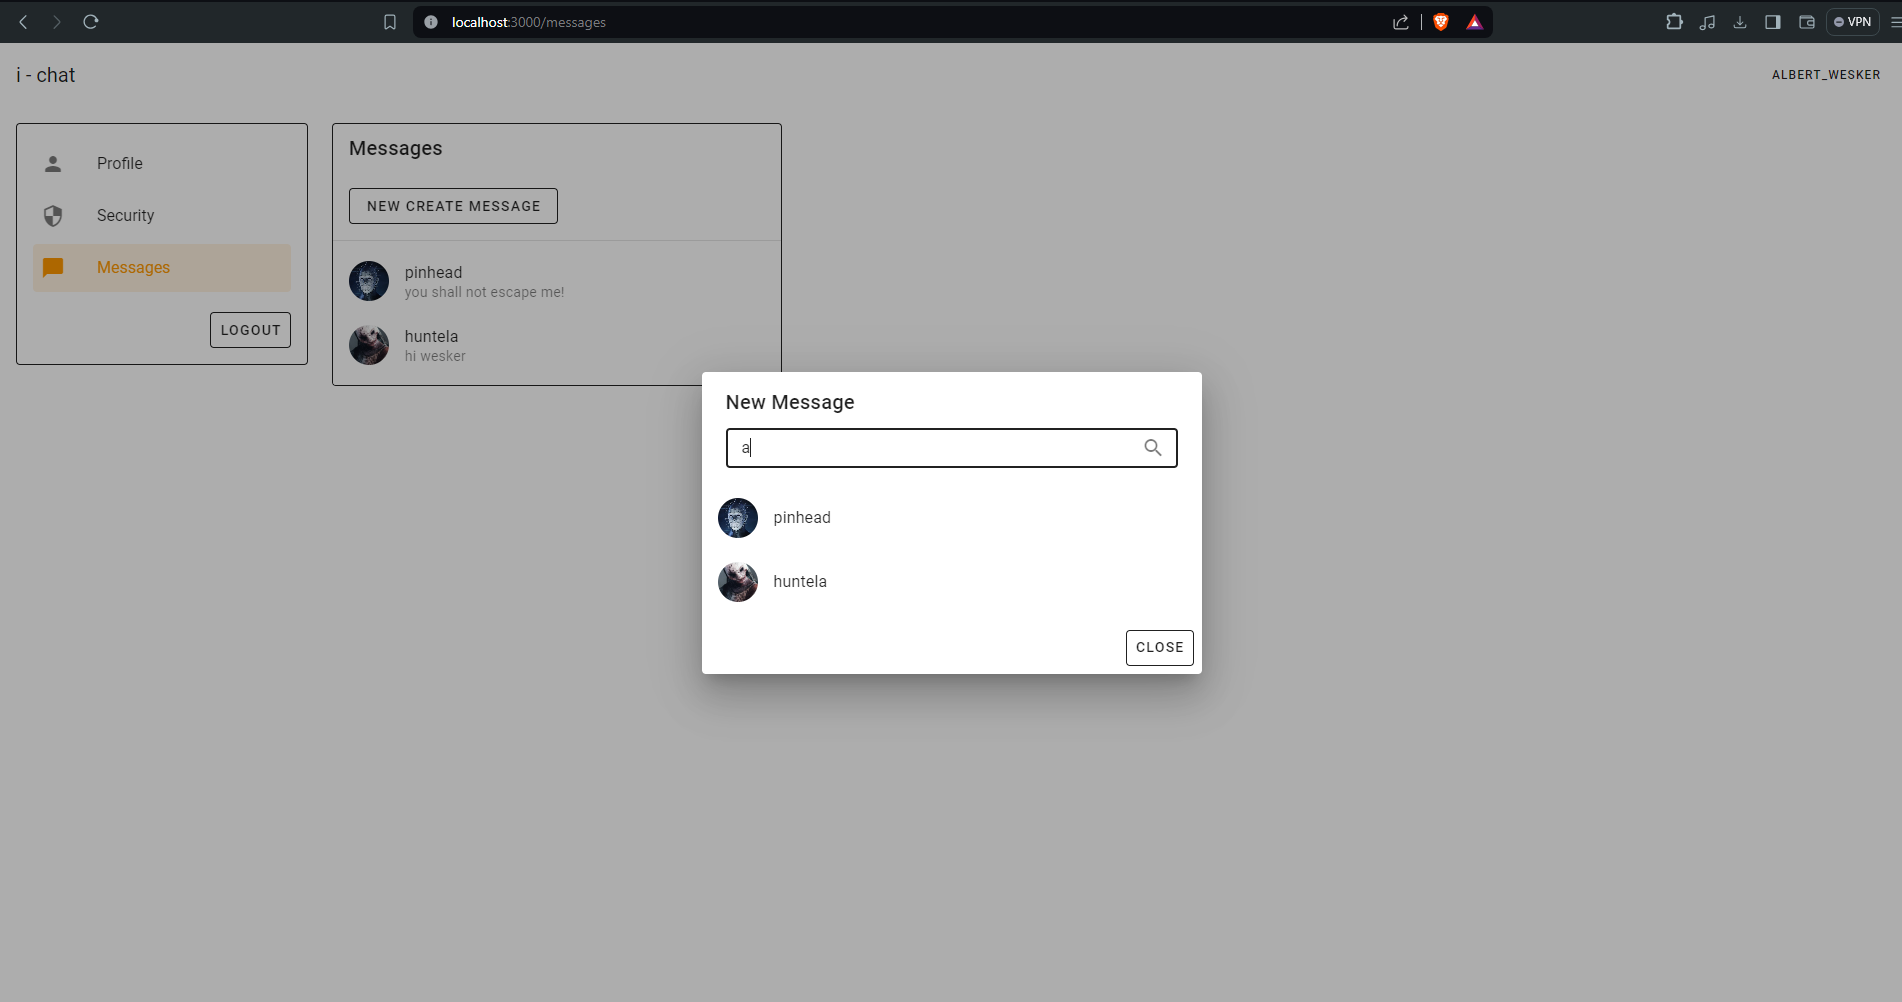 localhost:3000/messages
VPN
i - chat
ALBERT_WESKER
Profile
Security
Messages
LOGOUT
Messages
NEW CREATE MESSAGE
pinhead
you shall not escape me!
huntela
hi wesker
New Message
a
pinhead
huntela
CLOSE